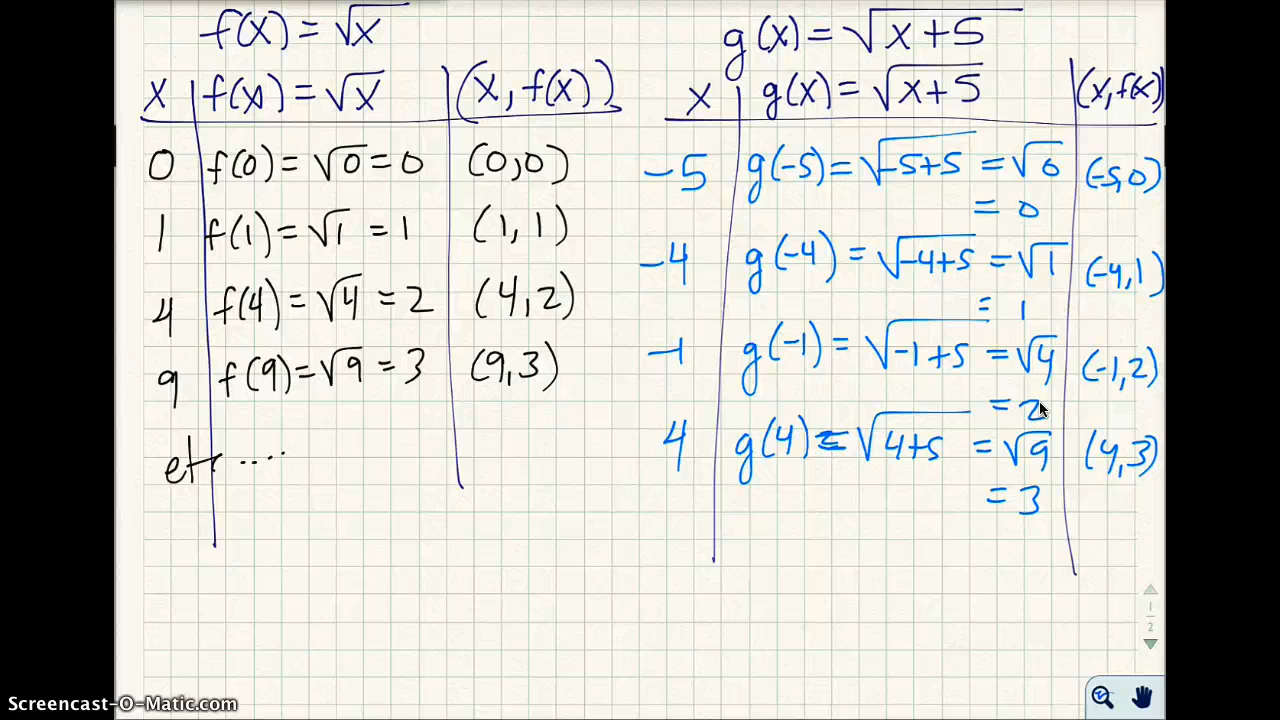 f(x) = √x
x f(x) = √x (x, f(x))
0 f(0) = √0 = 0 (0,0)
1 f(1) = √1 = 1 (1, 1)
4 f(4) = √4 = 2 (4,2)
9 f(9) = √9 = 3 (9,3)
etc ....
g(x) = √x+5
x g(x) = √x+5 (x, f(x))
-5 g(-5) = √-5+5 = √0 (-5,0)
= 0
-4 g(-4) = √-4+5 = √1 (-4,1)
= 1
-1 g(-1) = √-1+5 = √4 (-1,2)
= 2
4 g(4) = √4+5 = √9 (4,3)
= 3
1
2
Screencast-O-Matic.com